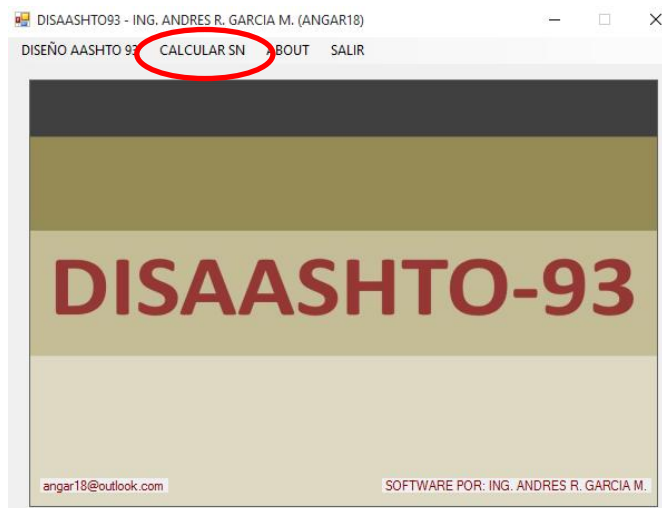 DISAASHTO93 - ING. ANDRES R. GARCIA M. (ANGAR18)
DISEÑO AASHTO 93 CALCULAR SN ABOUT SALIR
DISAASHTO-93
angar18@outlook.com SOFTWARE POR: ING. ANDRES R. GARCIA M.